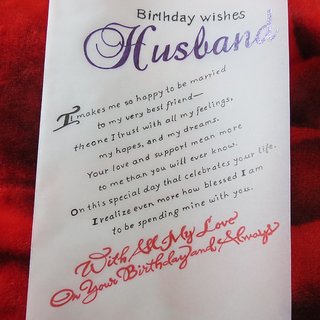 Birthday wishes
Husband
It makes me so happy to be married
to my very best friend—
the one I trust with all my feelings,
my hopes, and my dreams.
Your love and support mean more
to me than you will ever know.
On this special day that celebrates your life,
I realize even more how blessed I am
to be spending mine with you.
With All My Love
On Your Birthday and Always